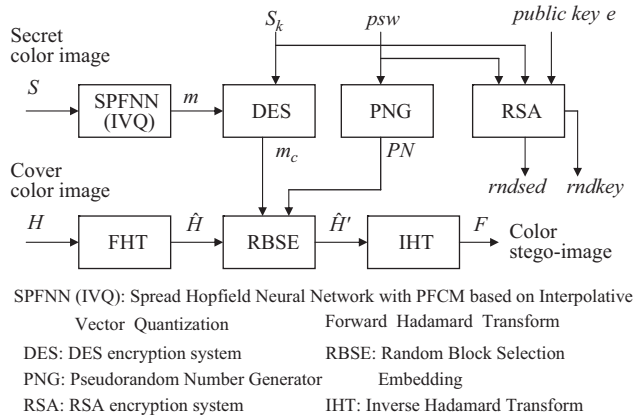 S_k psw public key e
Secret
color image
S
SPFNN
(IVQ)
m
DES
PNG
RSA
m_c
PN
rndsed rndkey
Cover
color image
H
FHT
Ĥ
RBSE
Ĥ′
IHT
F
Color
stego-image
SPFNN (IVQ): Spread Hopfield Neural Network with PFCM based on Interpolative
Vector Quantization Forward Hadamard Transform
DES: DES encryption system RBSE: Random Block Selection
PNG: Pseudorandom Number Generator Embedding
RSA: RSA encryption system IHT: Inverse Hadamard Transform